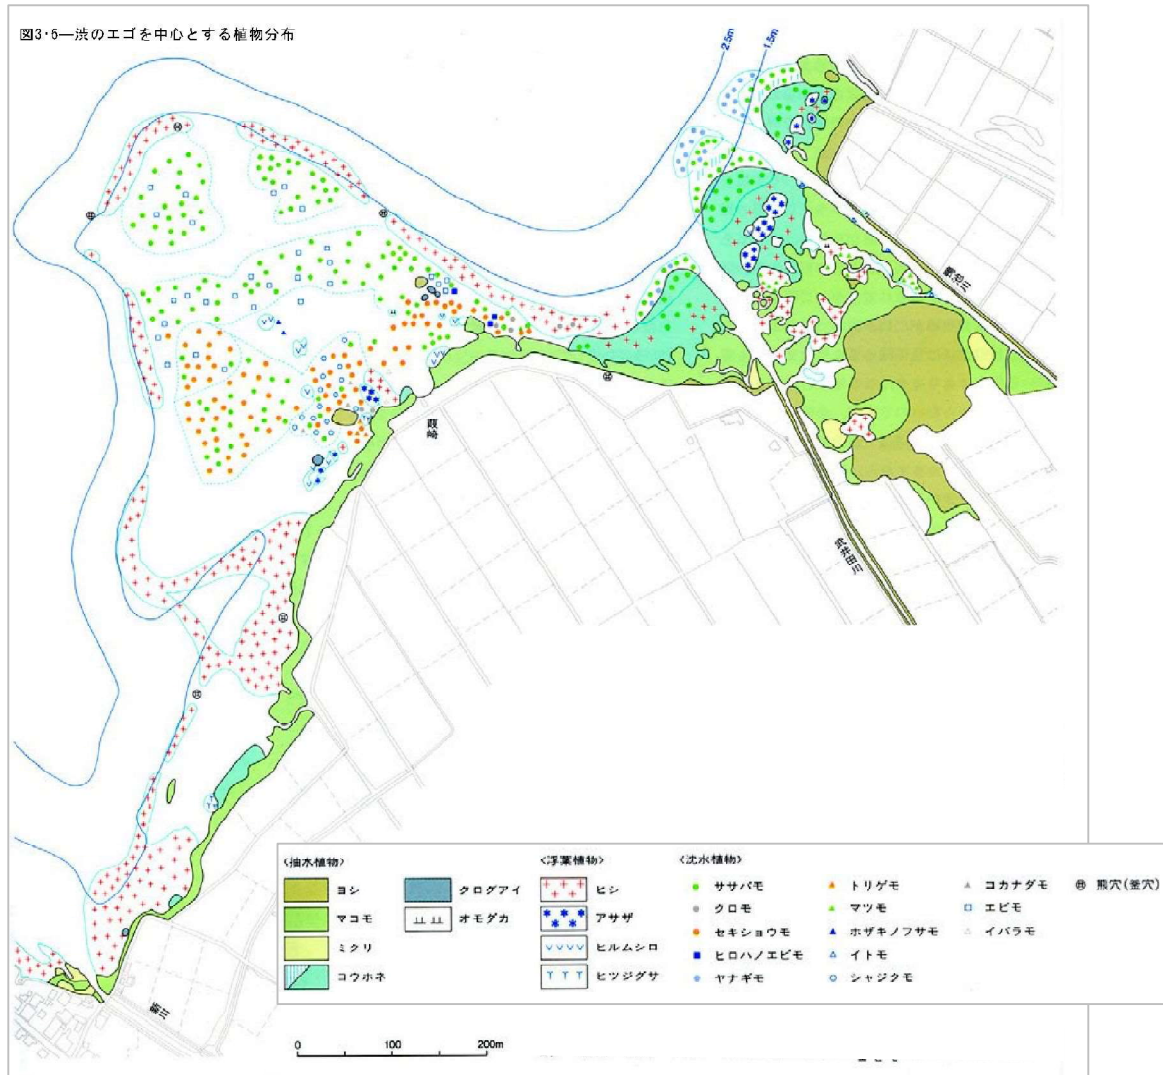 図3・5―渋のエゴを中心とする植物分布
2.5m
1.5m
葭崎
武井田川
〈抽水植物〉
ヨシ
マコモ
ミクリ
コウホネ
クログアイ
オモダカ
〈浮葉植物〉
ヒシ
アサザ
ヒルムシロ
ヒツジグサ
〈沈水植物〉
ササバモ
クロモ
セキショウモ
ヒロハノエビモ
ヤナギモ
トリゲモ
マツモ
ホザキノフサモ
イトモ
シャジクモ
コカナダモ
エビモ
イバラモ
熊穴(釜穴)
0 100 200m